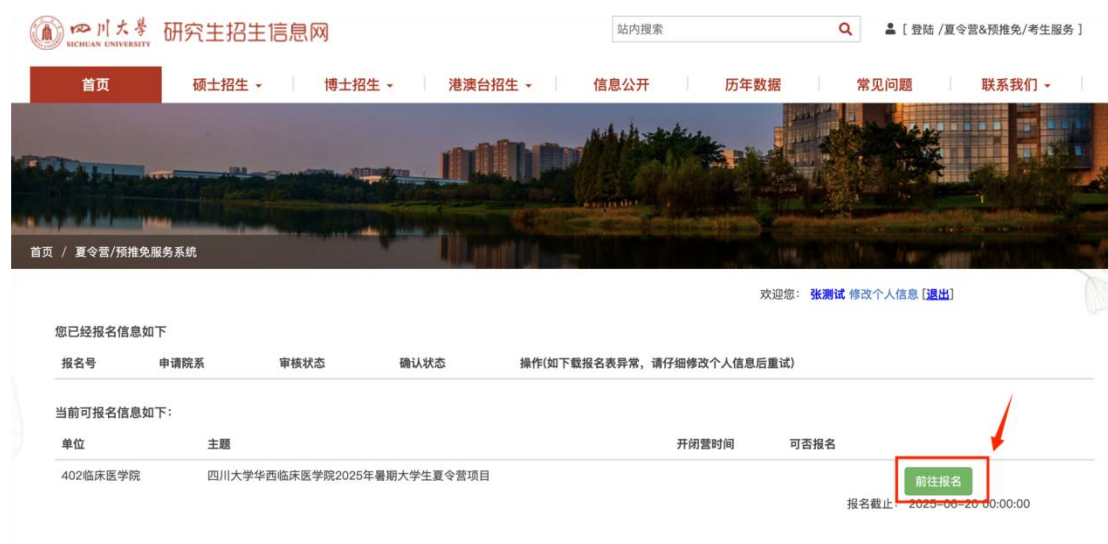 四川大学 研究生招生信息网
SICHUAN UNIVERSITY
站内搜索
[ 登陆 /夏令营&预推免/考生服务 ]
首页 硕士招生 博士招生 港澳台招生 信息公开 历年数据 常见问题 联系我们
首页 / 夏令营/预推免服务系统
欢迎您: 张测试 修改个人信息 [退出]
您已经报名信息如下
报名号 申请院系 审核状态 确认状态 操作(如下载报名表异常，请仔细修改个人信息后重试)
当前可报名信息如下:
单位 主题 开闭营时间 可否报名
402临床医学院 四川大学华西临床医学院2025年暑期大学生夏令营项目 前往报名
报名截止: 2025-06-20 00:00:00